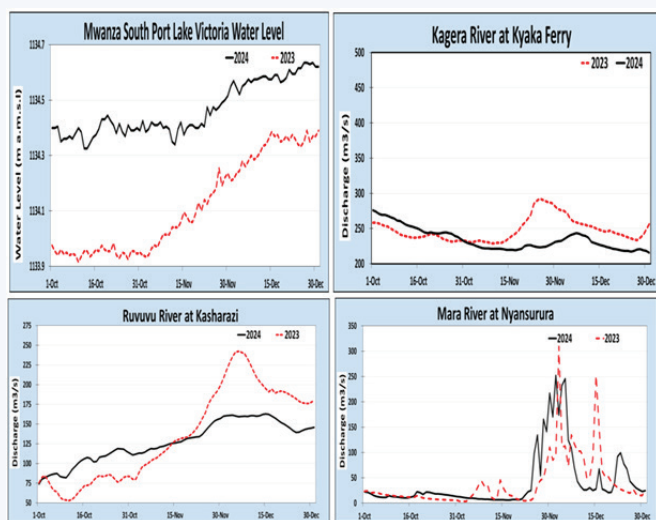 Mwanza South Port Lake Victoria Water Level
2024 2023
Water Level (m a.m.s.l)
1134.7
1134.5
1134.3
1134.1
1133.9
1-Oct 16-Oct 31-Oct 15-Nov 30-Nov 15-Dec 30-Dec
Kagera River at Kyaka Ferry
2023 2024
Discharge (m3/s)
500
450
400
350
300
250
200
1-Oct 16-Oct 31-Oct 15-Nov 30-Nov 15-Dec 30-Dec
Ruvuvu River at Kasharazi
2024 2023
Discharge (m3/s)
275
250
225
200
175
150
125
100
75
50
1-Oct 16-Oct 31-Oct 15-Nov 30-Nov 15-Dec 30-Dec
Mara River at Nyansurura
2024 2023
Discharge (m3/s)
350
300
250
200
150
100
50
0
1-Oct 16-Oct 31-Oct 15-Nov 30-Nov 15-Dec 30-Dec